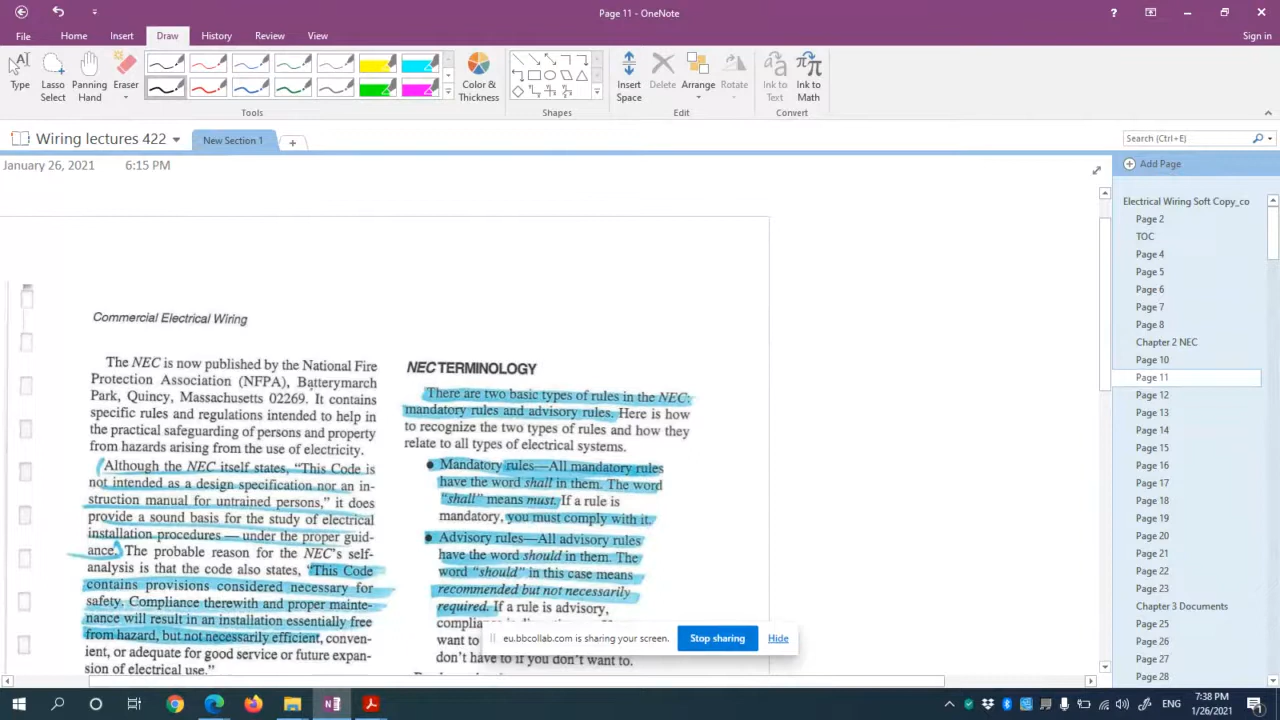 Page 11 - OneNote
?
File Home Insert Draw History Review View
Sign in
Type
Lasso Select
Panning Hand
Eraser
Color & Thickness
Insert Space
Delete
Arrange
Rotate
Ink to Text
Ink to Math
Tools
Shapes
Edit
Convert
Wiring lectures 422
New Section 1
+
Search (Ctrl+E)
January 26, 2021
6:15 PM
Commercial Electrical Wiring
The NEC is now published by the National Fire
Protection Association (NFPA), Batterymarch
Park, Quincy, Massachusetts 02269. It contains
specific rules and regulations intended to help in
the practical safeguarding of persons and property
from hazards arising from the use of electricity.
Although the NEC itself states, "This Code is
not intended as a design specification nor an in-
struction manual for untrained persons," it does
provide a sound basis for the study of electrical
installation procedures — under the proper guid-
ance. The probable reason for the NEC's self-
analysis is that the code also states, "This Code
contains provisions considered necessary for
safety. Compliance therewith and proper mainte-
nance will result in an installation essentially free
from hazard, but not necessarily efficient, conven-
ient, or adequate for good service or future expan-
sion of electrical use."
NEC TERMINOLOGY
There are two basic types of rules in the NEC:
mandatory rules and advisory rules. Here is how
to recognize the two types of rules and how they
relate to all types of electrical systems.
• Mandatory rules—All mandatory rules
have the word shall in them. The word
"shall" means must. If a rule is
mandatory, you must comply with it.
• Advisory rules—All advisory rules
have the word should in them. The
word "should" in this case means
recommended but not necessarily
required. If a rule is advisory,
want to
don't have to if you don't want to.
eu.bbcollab.com is sharing your screen.
Stop sharing
Hide
Add Page
Electrical Wiring Soft Copy_co
Page 2
TOC
Page 4
Page 5
Page 6
Page 7
Page 8
Chapter 2 NEC
Page 10
Page 11
Page 12
Page 13
Page 14
Page 15
Page 16
Page 17
Page 18
Page 19
Page 20
Page 21
Page 22
Page 23
Chapter 3 Documents
Page 25
Page 26
Page 27
Page 28
7:38 PM
1/26/2021